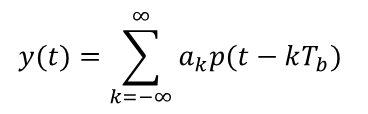 y(t) = ∑_{k=-∞}^{∞} a_k p(t − kT_b)